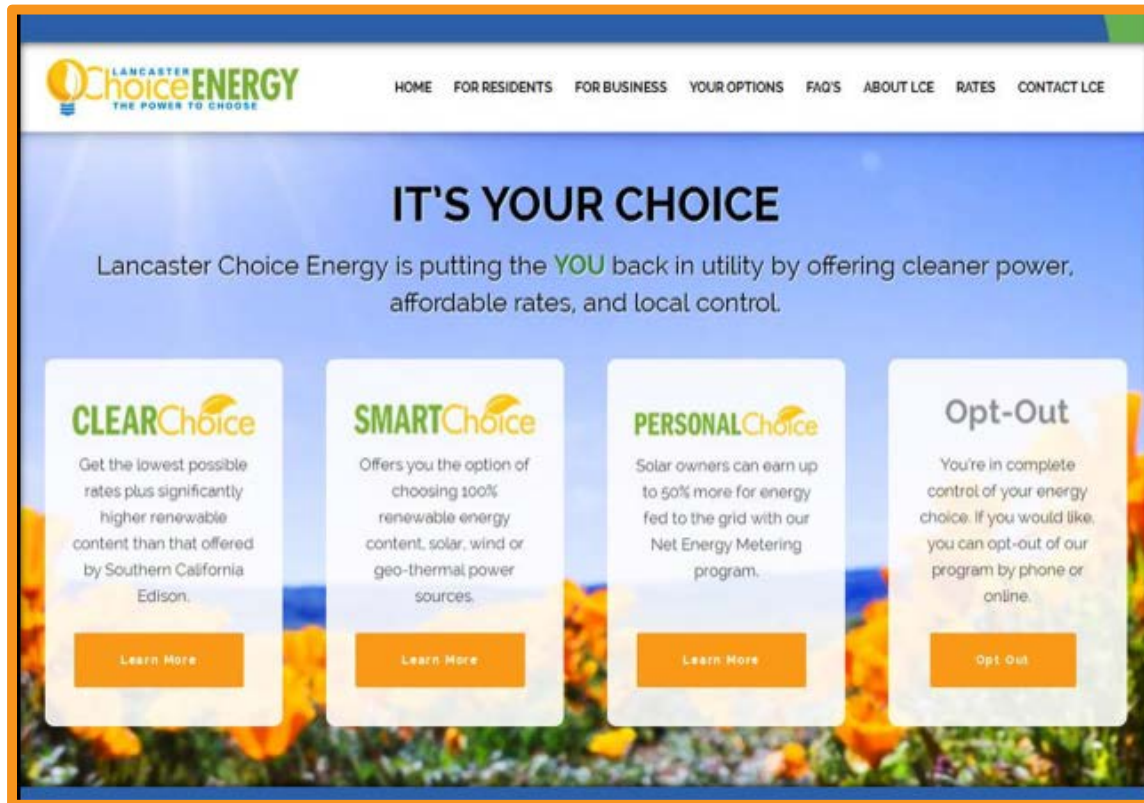 LANCASTER
Choice ENERGY
THE POWER TO CHOOSE
HOME FOR RESIDENTS FOR BUSINESS YOUR OPTIONS FAQ'S ABOUT LCE RATES CONTACT LCE
IT'S YOUR CHOICE
Lancaster Choice Energy is putting the YOU back in utility by offering cleaner power,
affordable rates, and local control.
CLEARChoice
Get the lowest possible
rates plus significantly
higher renewable
content than that offered
by Southern California
Edison.
Learn More
SMARTChoice
Offers you the option of
choosing 100%
renewable energy
content, solar, wind or
geo-thermal power
sources.
Learn More
PERSONALChoice
Solar owners can earn up
to 50% more for energy
fed to the grid with our
Net Energy Metering
program.
Learn More
Opt-Out
You're in complete
control of your energy
choice. If you would like,
you can opt-out of our
program by phone or
online.
Opt Out